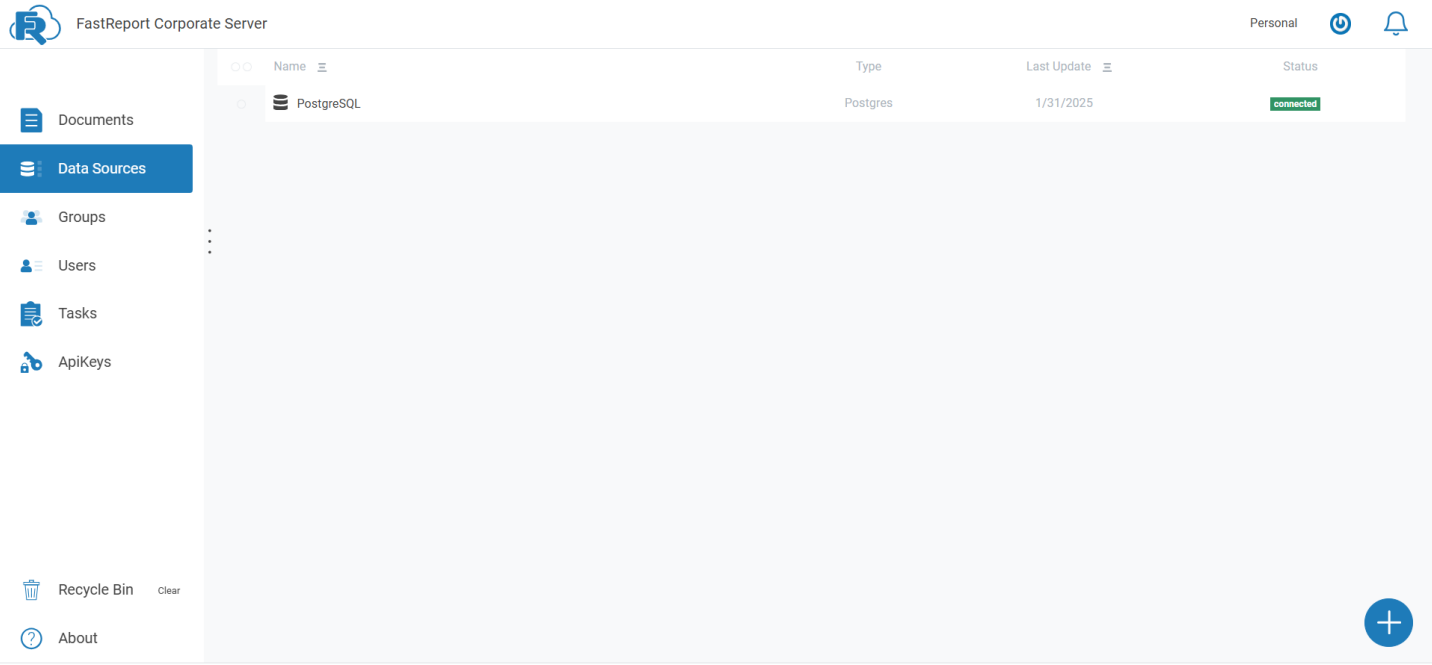 FastReport Corporate Server
Personal
Name Type Last Update Status
PostgreSQL Postgres 1/31/2025 connected
Documents
Data Sources
Groups
Users
Tasks
ApiKeys
Recycle Bin Clear
About